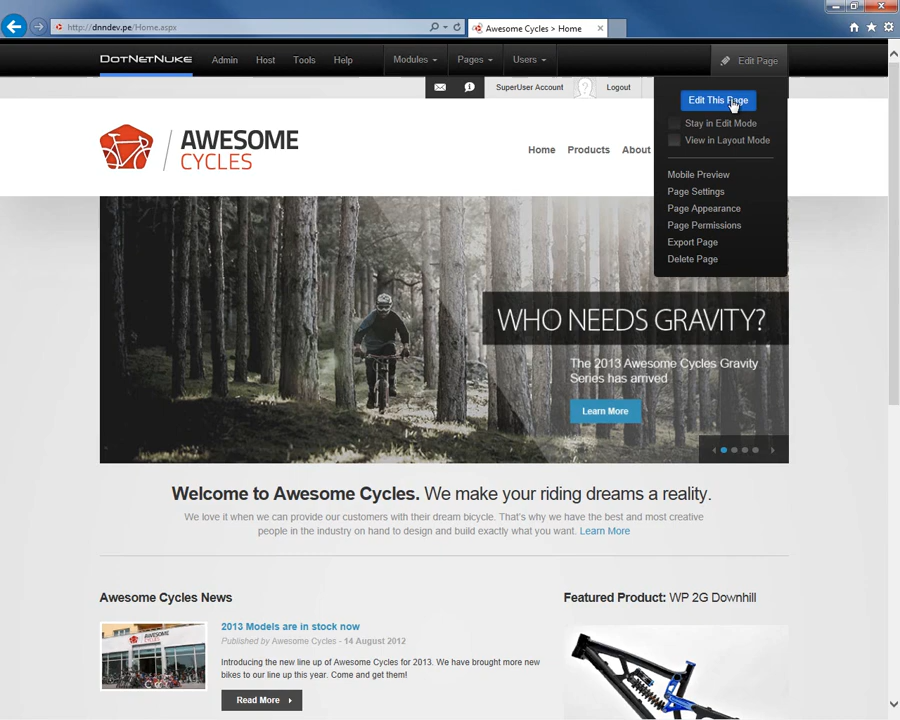 http://dnndev.pe/Home.aspx
Awesome Cycles > Home
DOTNETNUKE Admin Host Tools Help Modules Pages Users Edit Page
SuperUser Account Logout
Edit This Page
Stay in Edit Mode
View in Layout Mode
Mobile Preview
Page Settings
Page Appearance
Page Permissions
Export Page
Delete Page
AWESOME
CYCLES
Home Products About
WHO NEEDS GRAVITY?
The 2013 Awesome Cycles Gravity
Series has arrived
Learn More
Welcome to Awesome Cycles. We make your riding dreams a reality.
We love it when we can provide our customers with their dream bicycle. That's why we have the best and most creative
people in the industry on hand to design and build exactly what you want. Learn More
Awesome Cycles News
2013 Models are in stock now
Published by Awesome Cycles - 14 August 2012
Introducing the new line up of Awesome Cycles for 2013. We have brought more new
bikes to our line up this year. Come and get them!
Read More
Featured Product: WP 2G Downhill